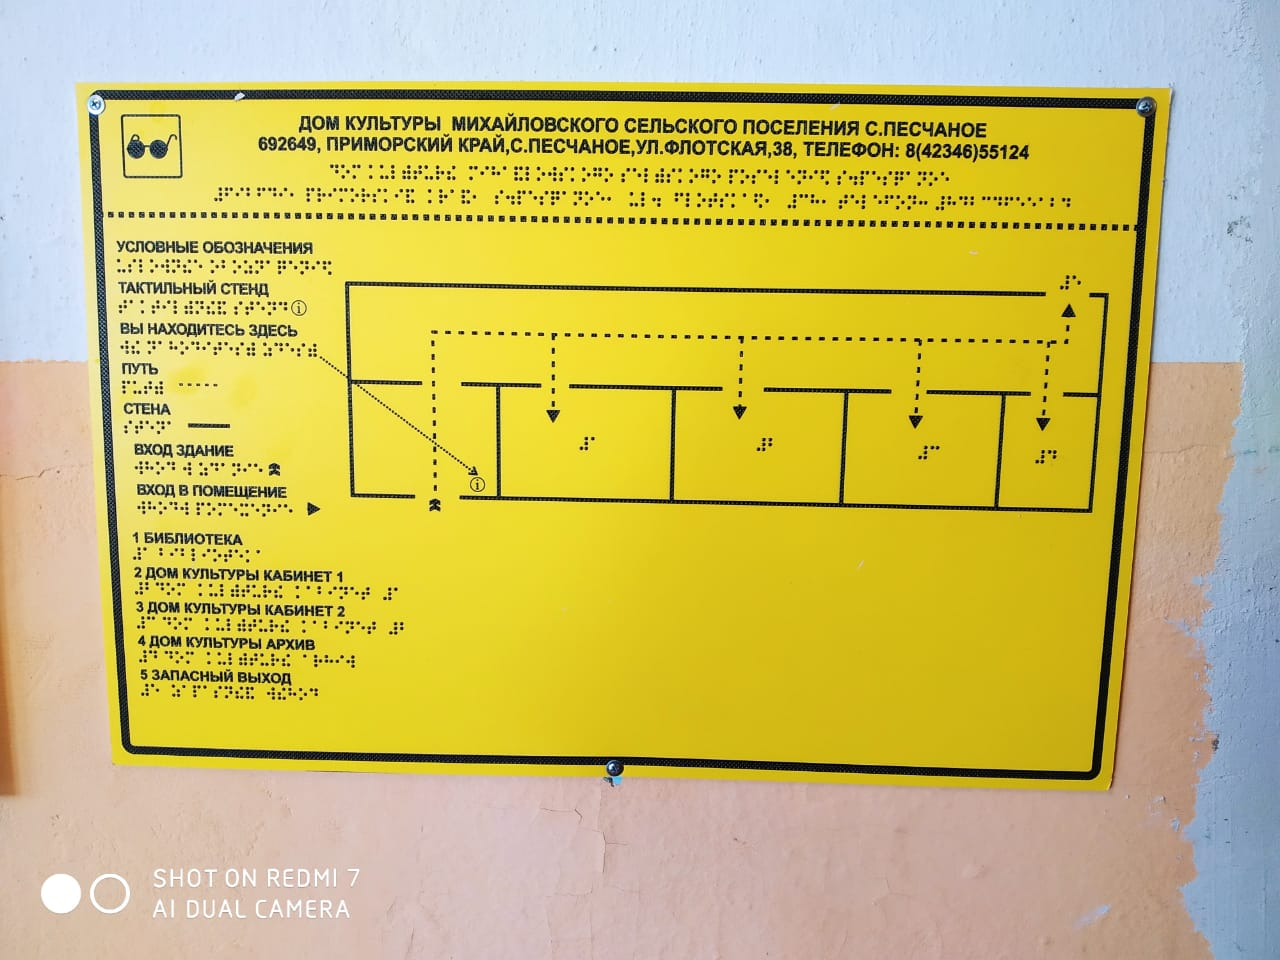 ДОМ КУЛЬТУРЫ МИХАЙЛОВСКОГО СЕЛЬСКОГО ПОСЕЛЕНИЯ С.ПЕСЧАНОЕ
692649, ПРИМОРСКИЙ КРАЙ,С.ПЕСЧАНОЕ,УЛ.ФЛОТСКАЯ,38, ТЕЛЕФОН: 8(42346)55124
УСЛОВНЫЕ ОБОЗНАЧЕНИЯ
ТАКТИЛЬНЫЙ СТЕНД
ВЫ НАХОДИТЕСЬ ЗДЕСЬ
ПУТЬ
СТЕНА
ВХОД ЗДАНИЕ
ВХОД В ПОМЕЩЕНИЕ
1 БИБЛИОТЕКА
2 ДОМ КУЛЬТУРЫ КАБИНЕТ 1
3 ДОМ КУЛЬТУРЫ КАБИНЕТ 2
4 ДОМ КУЛЬТУРЫ АРХИВ
5 ЗАПАСНЫЙ ВЫХОД
SHOT ON REDMI 7
AI DUAL CAMERA